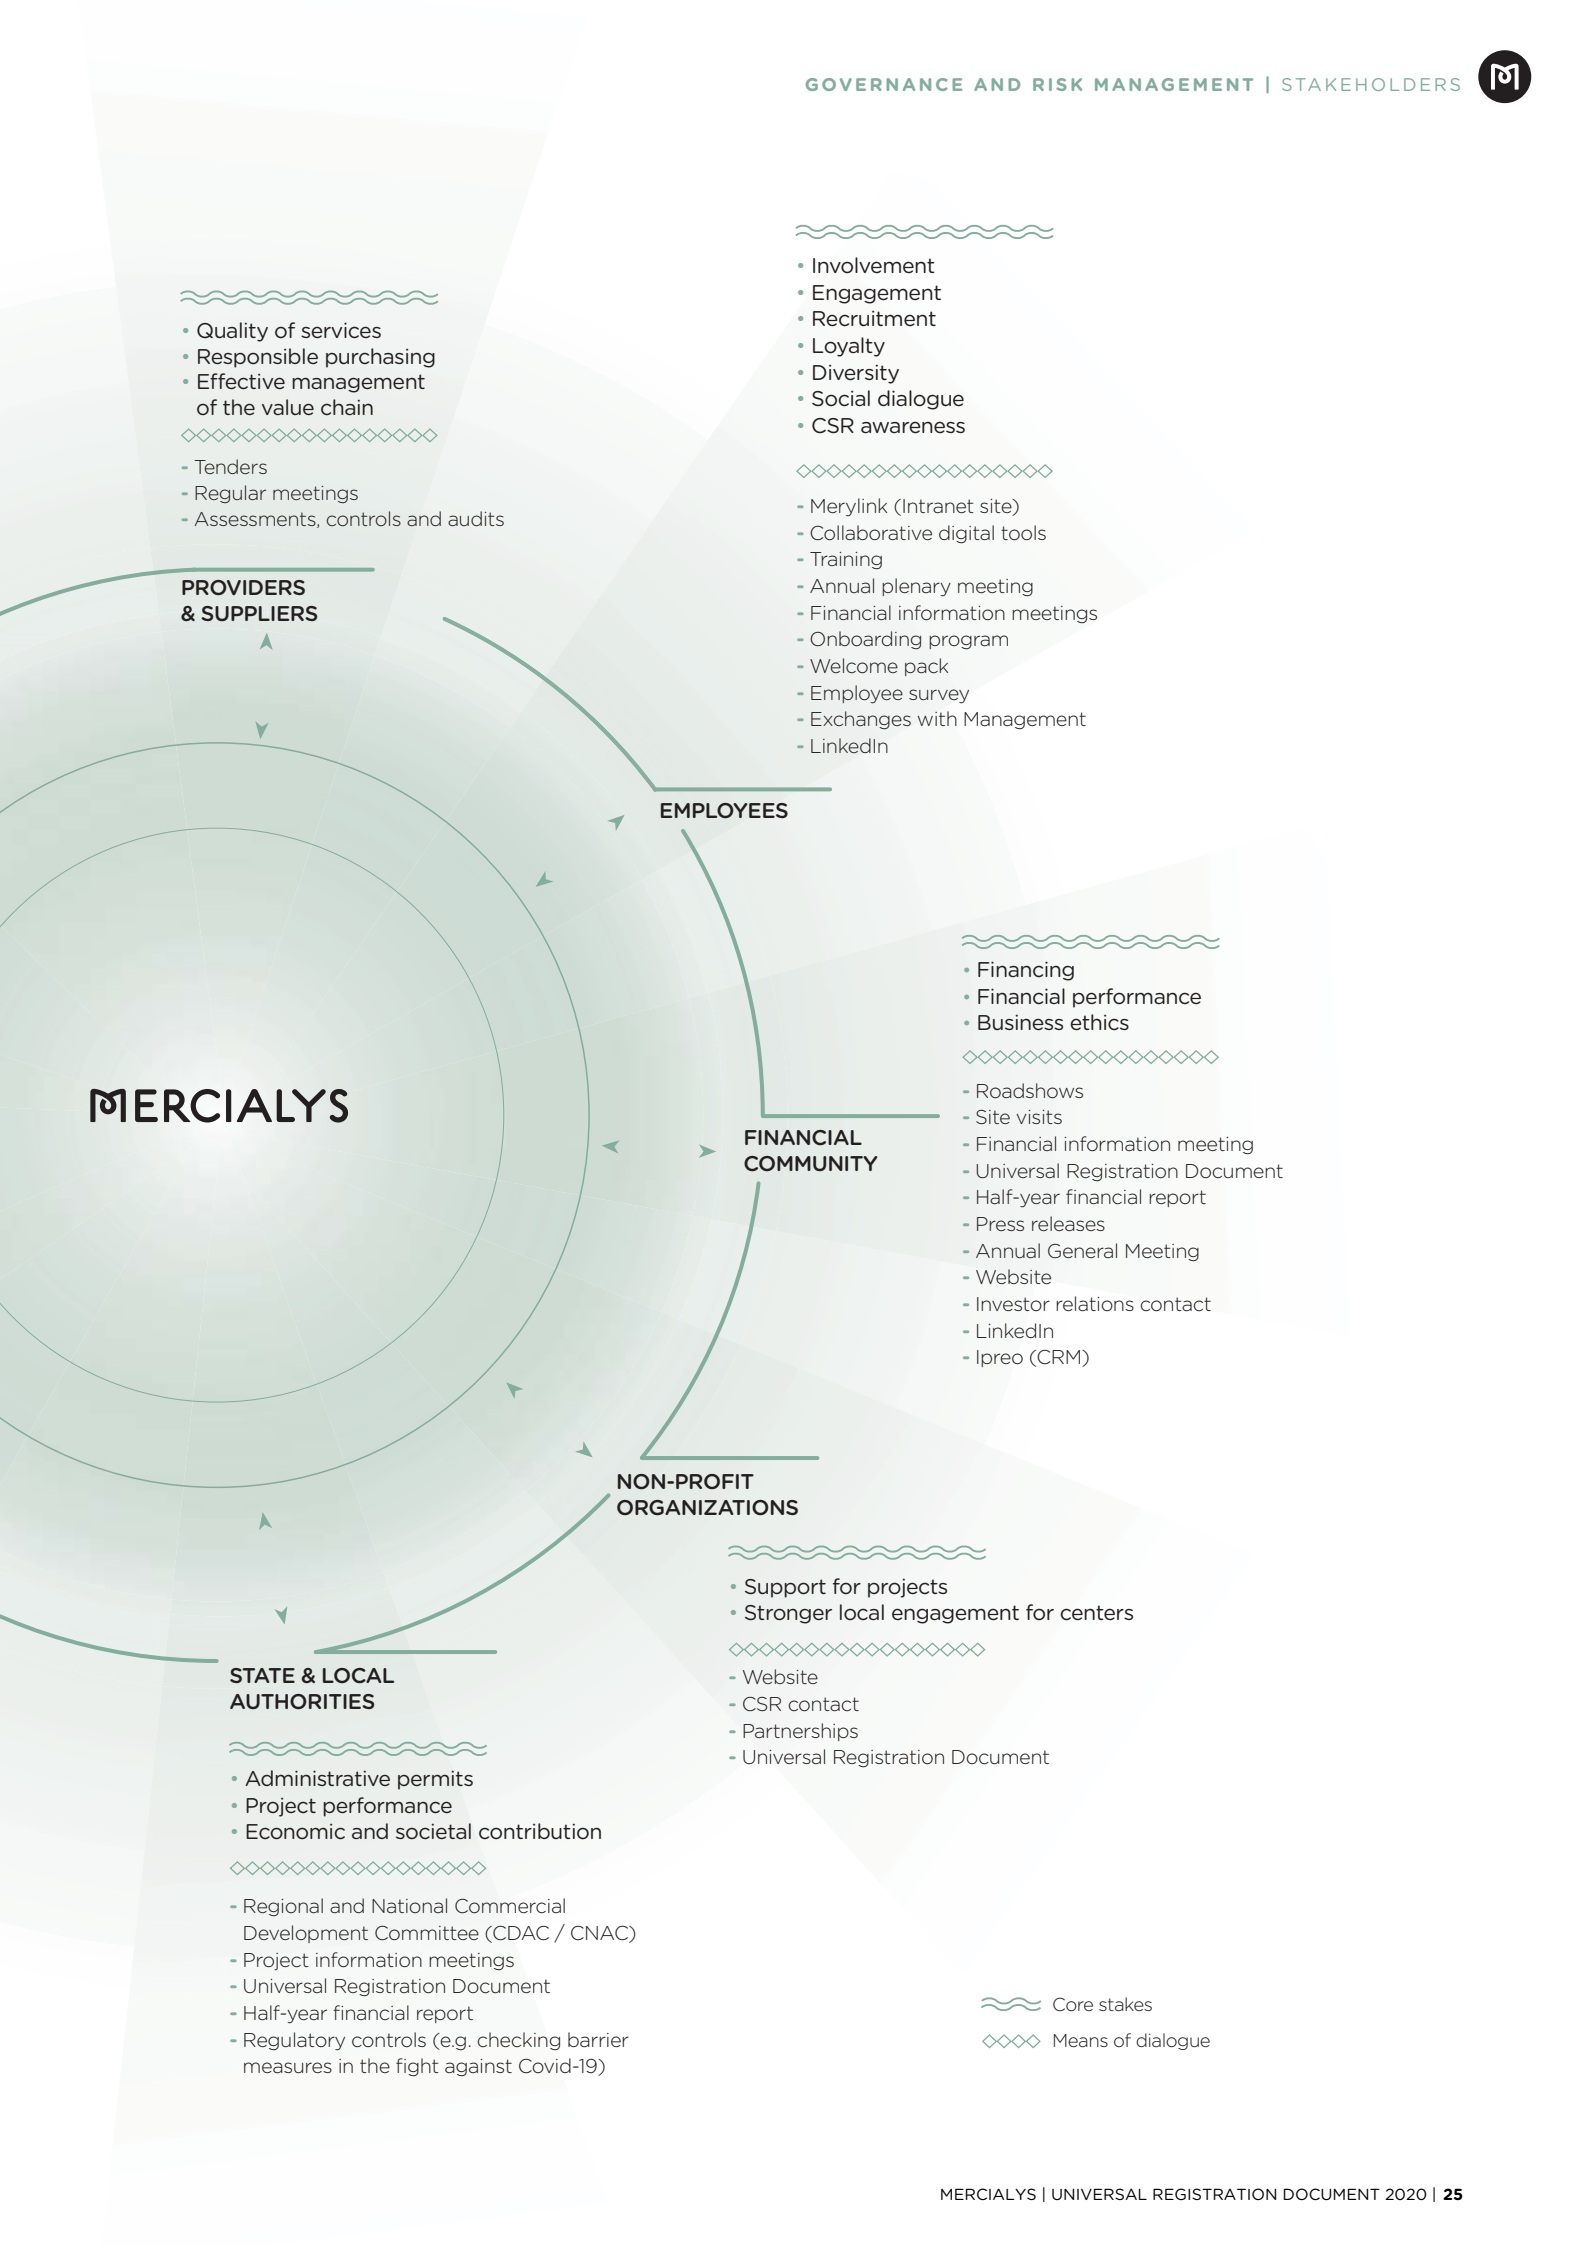 GOVERNANCE AND RISK MANAGEMENT | STAKEHOLDERS
• Quality of services
• Responsible purchasing
• Effective management
of the value chain
- Tenders
- Regular meetings
- Assessments, controls and audits
PROVIDERS
& SUPPLIERS
• Involvement
• Engagement
• Recruitment
• Loyalty
• Diversity
• Social dialogue
• CSR awareness
- Merylink (Intranet site)
- Collaborative digital tools
- Training
- Annual plenary meeting
- Financial information meetings
- Onboarding program
- Welcome pack
- Employee survey
- Exchanges with Management
- LinkedIn
EMPLOYEES
• Financing
• Financial performance
• Business ethics
- Roadshows
- Site visits
- Financial information meeting
- Universal Registration Document
- Half-year financial report
- Press releases
- Annual General Meeting
- Website
- Investor relations contact
- LinkedIn
- Ipreo (CRM)
MERCIALYS
FINANCIAL
COMMUNITY
NON-PROFIT
ORGANIZATIONS
• Support for projects
• Stronger local engagement for centers
- Website
- CSR contact
- Partnerships
- Universal Registration Document
STATE & LOCAL
AUTHORITIES
• Administrative permits
• Project performance
• Economic and societal contribution
- Regional and National Commercial
Development Committee (CDAC / CNAC)
- Project information meetings
- Universal Registration Document
- Half-year financial report
- Regulatory controls (e.g. checking barrier
measures in the fight against Covid-19)
Core stakes
Means of dialogue
MERCIALYS | UNIVERSAL REGISTRATION DOCUMENT 2020 | 25